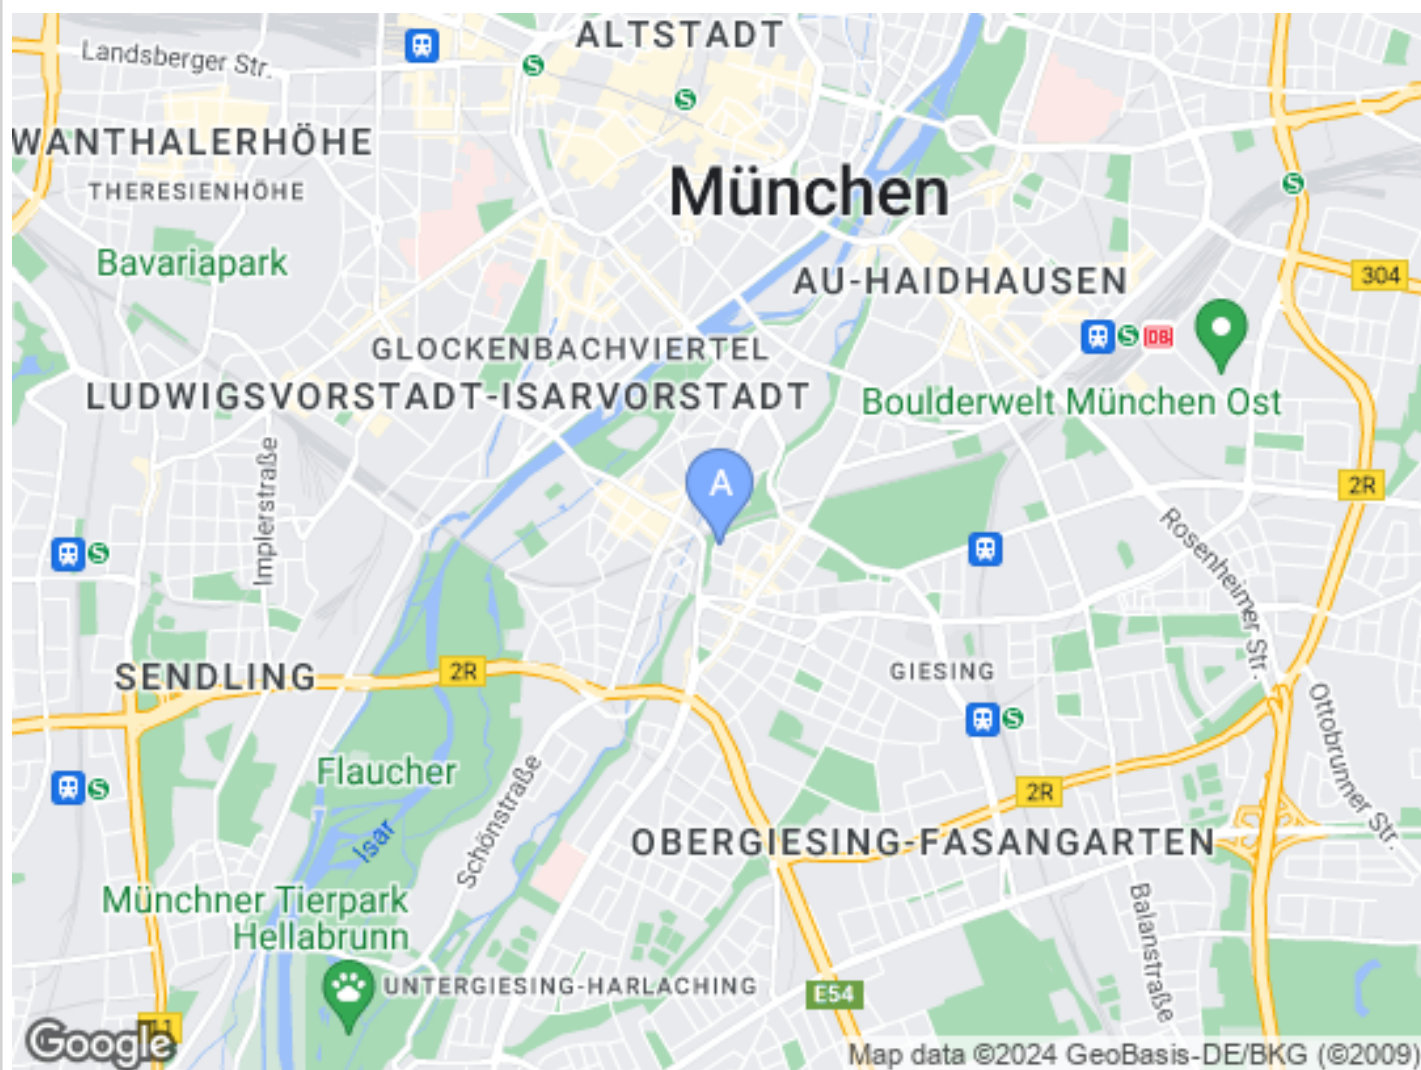 ALTSTADT
Landsberger Str.
WANTHALERHÖHE
THERESIENHÖHE
München
Bavariapark
AU-HAIDHAUSEN
304
GLOCKENBACHVIERTEL
LUDWIGSVORSTADT-ISARVORSTADT
S
S
S
S
DB
Boulderwelt München Ost
Implerstraße
A
2R
S
Rosenheimer Str.
SENDLING
2R
GIESING
S
Ottobrunner Str.
Flaucher
S
Schönstraße
2R
Isar
OBERGIESING-FASANGARTEN
Münchner Tierpark
Hellabrunn
Balanstraße
UNTERGIESING-HARLACHING
E54
Google
Map data ©2024 GeoBasis-DE/BKG (©2009)